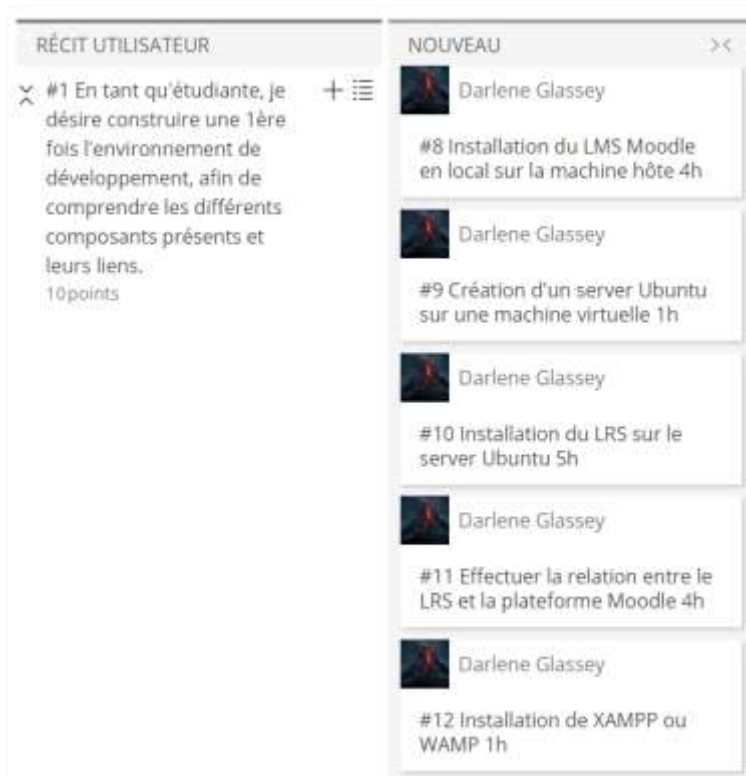 RÉCIT UTILISATEUR
#1 En tant qu'étudiante, je
désire construire une 1ère
fois l'environnement de
développement, afin de
comprendre les différents
composants présents et
leurs liens.
10points
NOUVEAU
Darlene Glassey
#8 Installation du LMS Moodle
en local sur la machine hôte 4h
Darlene Glassey
#9 Création d'un server Ubuntu
sur une machine virtuelle 1h
Darlene Glassey
#10 Installation du LRS sur le
server Ubuntu 5h
Darlene Glassey
#11 Effectuer la relation entre le
LRS et la plateforme Moodle 4h
Darlene Glassey
#12 Installation de XAMPP ou
WAMP 1h